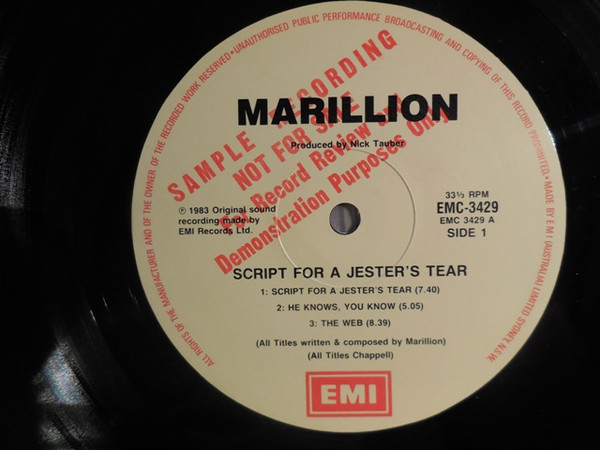 ALL RIGHTS OF THE MANUFACTURER AND OF THE OWNER OF THE RECORDED WORK RESERVED • UNAUTHORISED PUBLIC PERFORMANCE BROADCASTING AND COPYING OF THIS RECORD PROHIBITED • MADE BY E M I (AUSTRALIA) LIMITED SYDNEY N.S.W.
SAMPLE RECORDING
NOT FOR SALE
For Record Review and
Demonstration Purposes Only
MARILLION
Produced by Nick Tauber
℗ 1983 Original sound
recording made by
EMI Records Ltd.
33⅓ RPM
EMC-3429
EMC 3429 A
SIDE 1
SCRIPT FOR A JESTER'S TEAR
1: SCRIPT FOR A JESTER'S TEAR (7.40)
2: HE KNOWS, YOU KNOW (5.05)
3: THE WEB (8.39)
(All Titles written & composed by Marillion)
(All Titles Chappell)
EMI